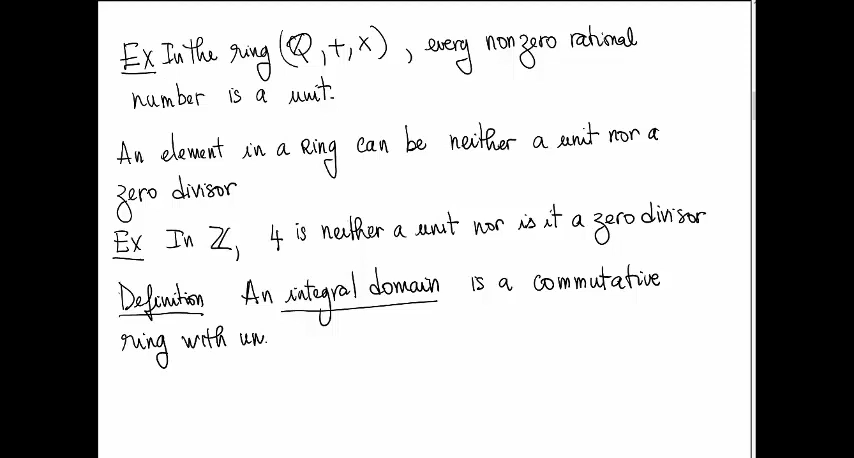 Ex In the ring (Q, +, ×), every nonzero rational
number is a unit.
An element in a Ring can be neither a unit nor a
zero divisor
Ex In ℤ, 4 is neither a unit nor is it a zero divisor
Definition An integral domain is a commutative
ring with un